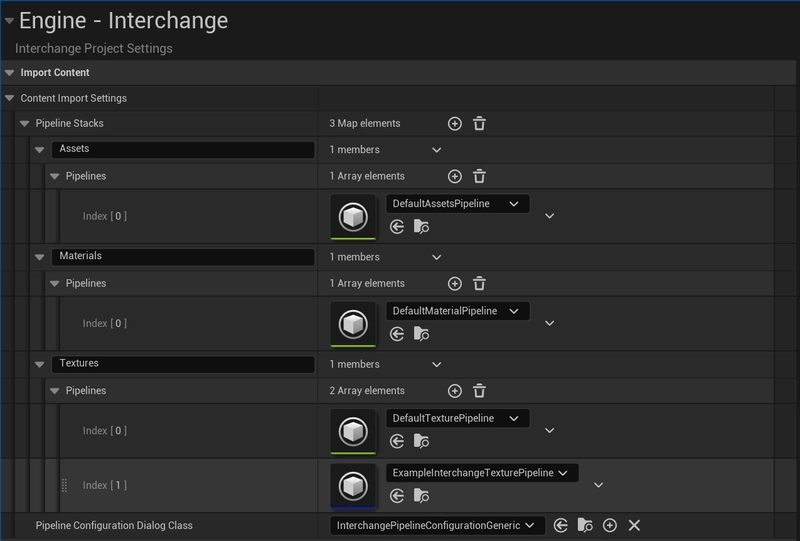 Engine - Interchange
Interchange Project Settings
Import Content
Content Import Settings
Pipeline Stacks 3 Map elements
Assets 1 members
Pipelines 1 Array elements
Index [ 0 ] DefaultAssetsPipeline
Materials 1 members
Pipelines 1 Array elements
Index [ 0 ] DefaultMaterialPipeline
Textures 1 members
Pipelines 2 Array elements
Index [ 0 ] DefaultTexturePipeline
Index [ 1 ] ExampleInterchangeTexturePipeline
Pipeline Configuration Dialog Class InterchangePipelineConfigurationGeneric